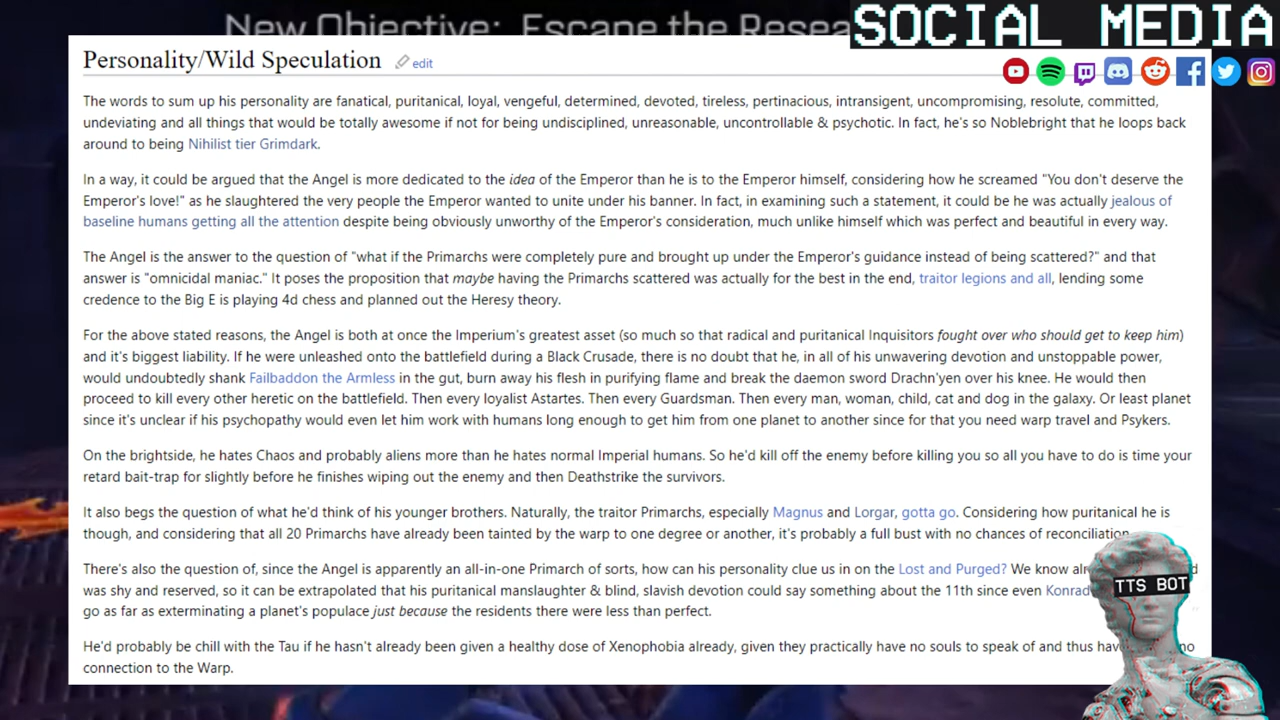 New Objective: Escape the Resea
SOCIAL MEDIA
Personality/Wild Speculation edit
The words to sum up his personality are fanatical, puritanical, loyal, vengeful, determined, devoted, tireless, pertinacious, intransigent, uncompromising, resolute, committed,
undeviating and all things that would be totally awesome if not for being undisciplined, unreasonable, uncontrollable & psychotic. In fact, he's so Noblebright that he loops back
around to being Nihilist tier Grimdark.
In a way, it could be argued that the Angel is more dedicated to the idea of the Emperor than he is to the Emperor himself, considering how he screamed "You don't deserve the
Emperor's love!" as he slaughtered the very people the Emperor wanted to unite under his banner. In fact, in examining such a statement, it could be he was actually jealous of
baseline humans getting all the attention despite being obviously unworthy of the Emperor's consideration, much unlike himself which was perfect and beautiful in every way.
The Angel is the answer to the question of "what if the Primarchs were completely pure and brought up under the Emperor's guidance instead of being scattered?" and that
answer is "omnicidal maniac." It poses the proposition that maybe having the Primarchs scattered was actually for the best in the end, traitor legions and all, lending some
credence to the Big E is playing 4d chess and planned out the Heresy theory.
For the above stated reasons, the Angel is both at once the Imperium's greatest asset (so much so that radical and puritanical Inquisitors fought over who should get to keep him)
and it's biggest liability. If he were unleashed onto the battlefield during a Black Crusade, there is no doubt that he, in all of his unwavering devotion and unstoppable power,
would undoubtedly shank Failbaddon the Armless in the gut, burn away his flesh in purifying flame and break the daemon sword Drachn'yen over his knee. He would then
proceed to kill every other heretic on the battlefield. Then every loyalist Astartes. Then every Guardsman. Then every man, woman, child, cat and dog in the galaxy. Or least planet
since it's unclear if his psychopathy would even let him work with humans long enough to get him from one planet to another since for that you need warp travel and Psykers.
On the brightside, he hates Chaos and probably aliens more than he hates normal Imperial humans. So he'd kill off the enemy before killing you so all you have to do is time your
retard bait-trap for slightly before he finishes wiping out the enemy and then Deathstrike the survivors.
It also begs the question of what he'd think of his younger brothers. Naturally, the traitor Primarchs, especially Magnus and Lorgar, gotta go. Considering how puritanical he is
though, and considering that all 20 Primarchs have already been tainted by the warp to one degree or another, it's probably a full bust with no chances of reconciliation
There's also the question of, since the Angel is apparently an all-in-one Primarch of sorts, how can his personality clue us in on the Lost and Purged? We know
was shy and reserved, so it can be extrapolated that his puritanical manslaughter & blind, slavish devotion could say something about the 11th since even Konrad
go as far as exterminating a planet's populace just because the residents there were less than perfect.
He'd probably be chill with the Tau if he hasn't already been given a healthy dose of Xenophobia already, given they practically have no souls to speak of and thus hav no
connection to the Warp.
TTS BOT